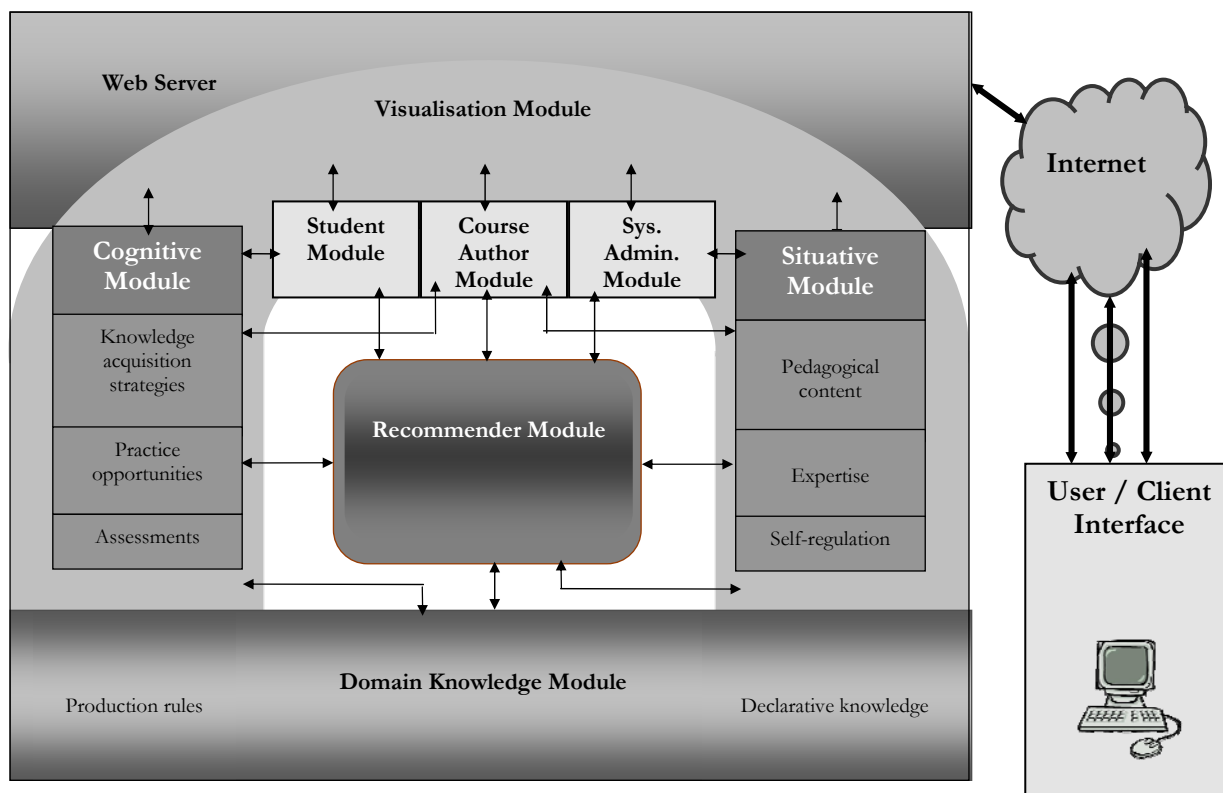 Web Server
Visualisation Module
Internet
Student
Module
Course
Author
Module
Sys.
Admin.
Module
Cognitive
Module
Situative
Module
Knowledge
acquisition
strategies
Pedagogical
content
Recommender Module
Practice
opportunities
Expertise
Assessments
Self-regulation
User / Client
Interface
Domain Knowledge Module
Production rules
Declarative knowledge